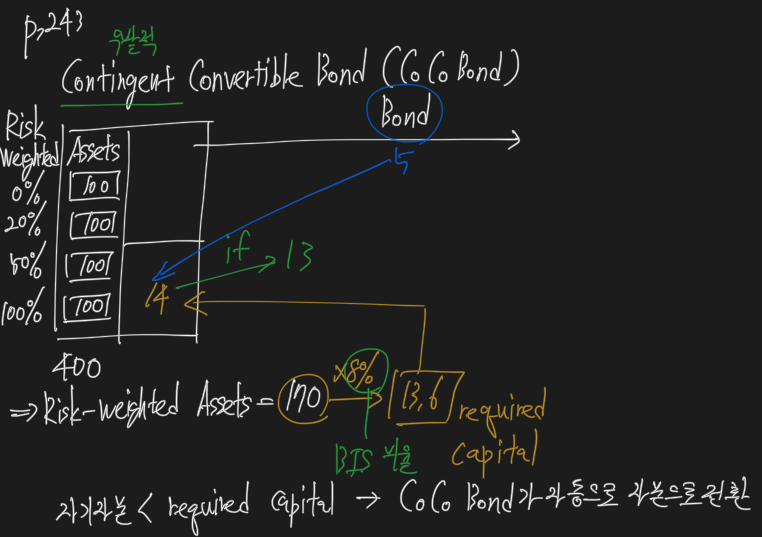 p.243
우발적
Contingent Convertible Bond (CoCo Bond)
Bond
Risk
Weighted
Assets
0% 100
20% 100
50% 100
100% 100
400
5
14
if
13
⇒ Risk-weighted Assets = 170
×8%
13.6
required
capital
BIS 비율
자기자본 < required capital → CoCo Bond가 자동으로 자본으로 전환